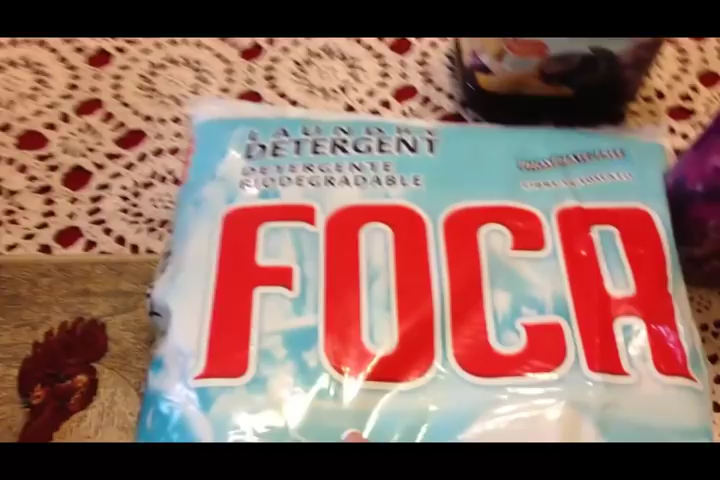 LAUNDRY
DETERGENT
DETERGENTE
BIODEGRADABLE
FOCA